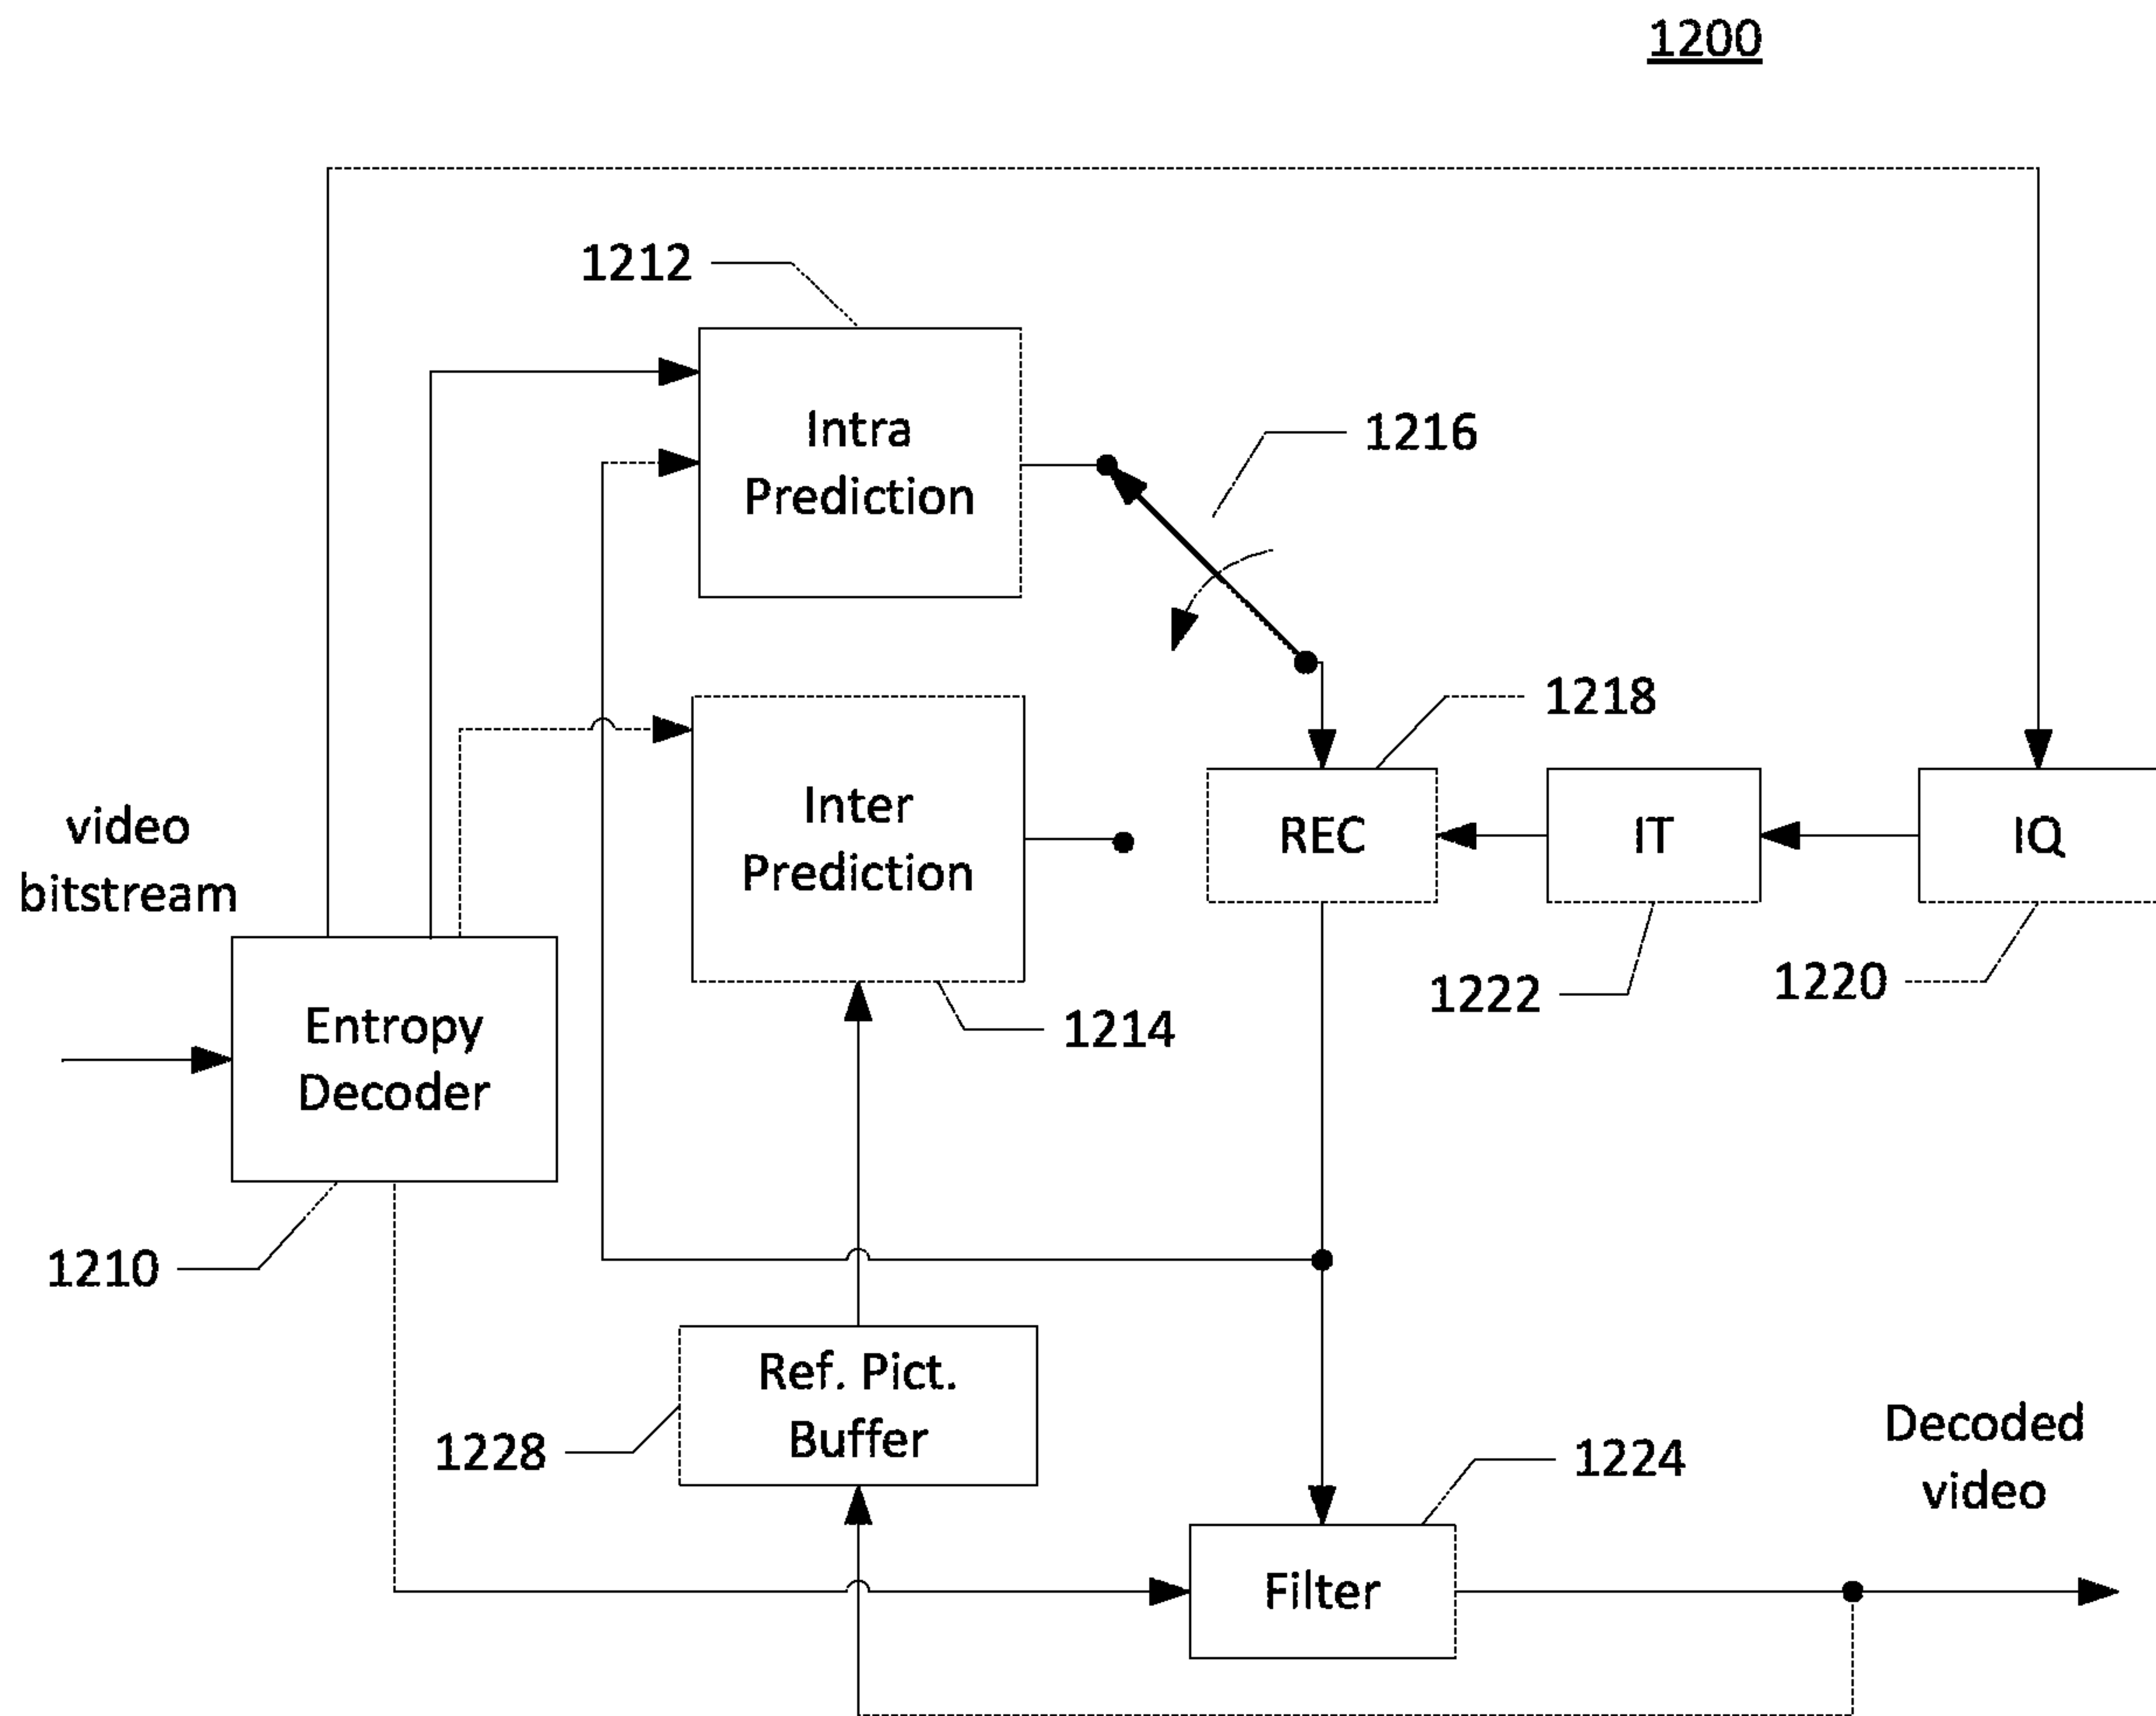 1200
1212
Intra
Prediction
1216
1218
video
bitstream
Inter
Prediction
REC
IT
IQ
1222
1220
1214
Entropy
Decoder
1210
Ref. Pict.
Buffer
1228
1224
Decoded
video
Filter